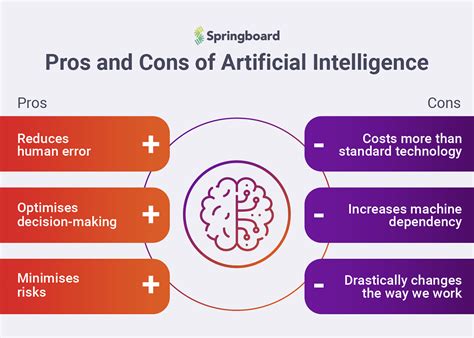 Springboard
Pros and Cons of Artificial Intelligence
Pros
Cons
Reduces
human error
+
-
Costs more than
standard technology
Optimises
decision-making
+
-
Increases machine
dependency
Minimises
risks
+
-
Drastically changes
the way we work